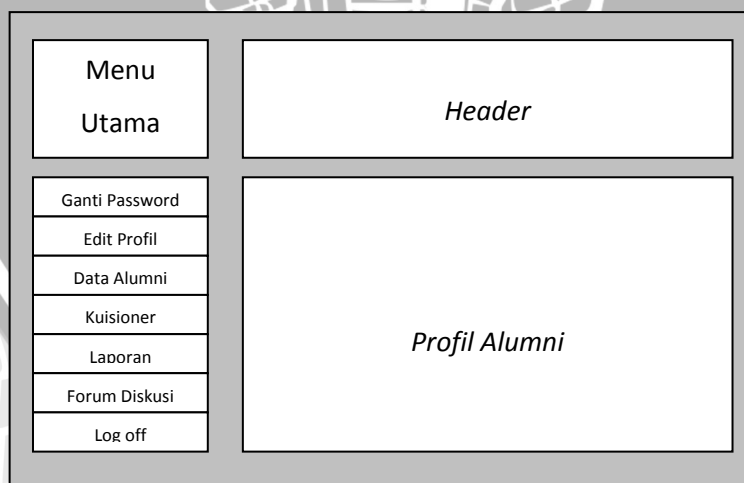 Menu
Utama
Header
Ganti Password
Edit Profil
Data Alumni
Kuisioner
Laporan
Forum Diskusi
Log off
Profil Alumni